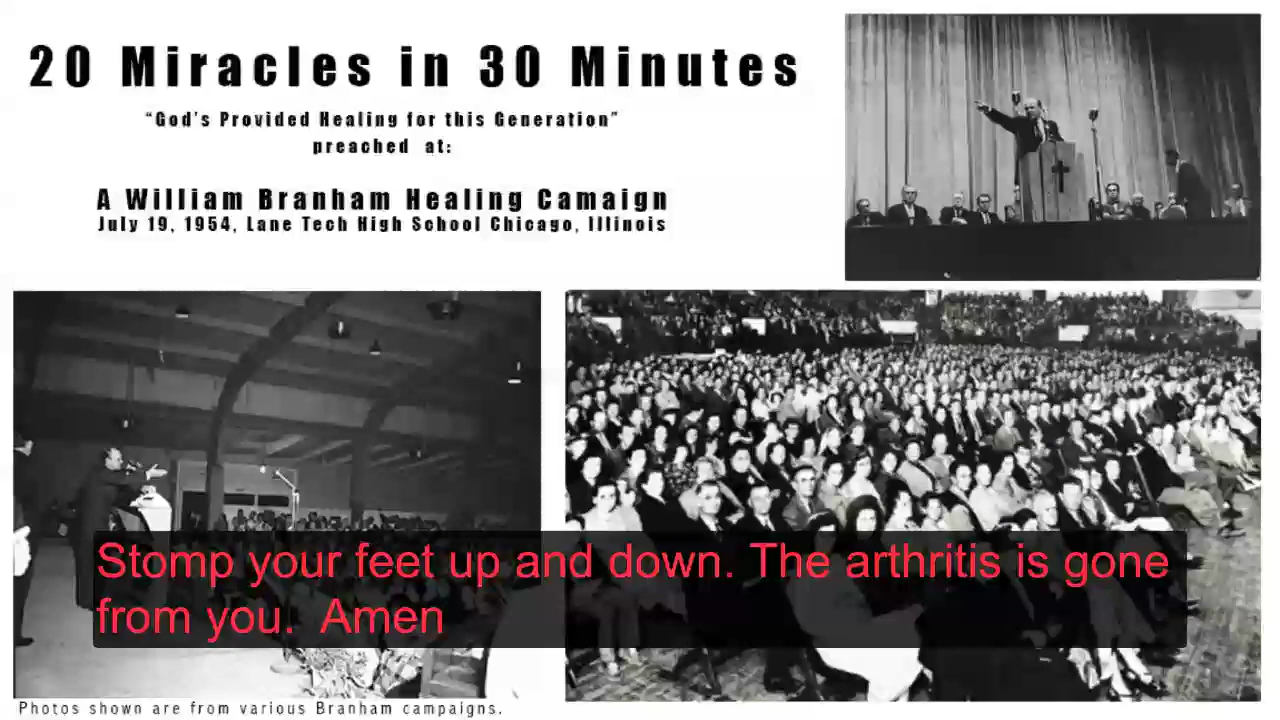 20 Miracles in 30 Minutes
"God's Provided Healing for this Generation"
preached at:
A William Branham Healing Camaign
July 19, 1954, Lane Tech High School Chicago, Illinois
Stomp your feet up and down. The arthritis is gone
from you. Amen
Photos shown are from various Branham campaigns.